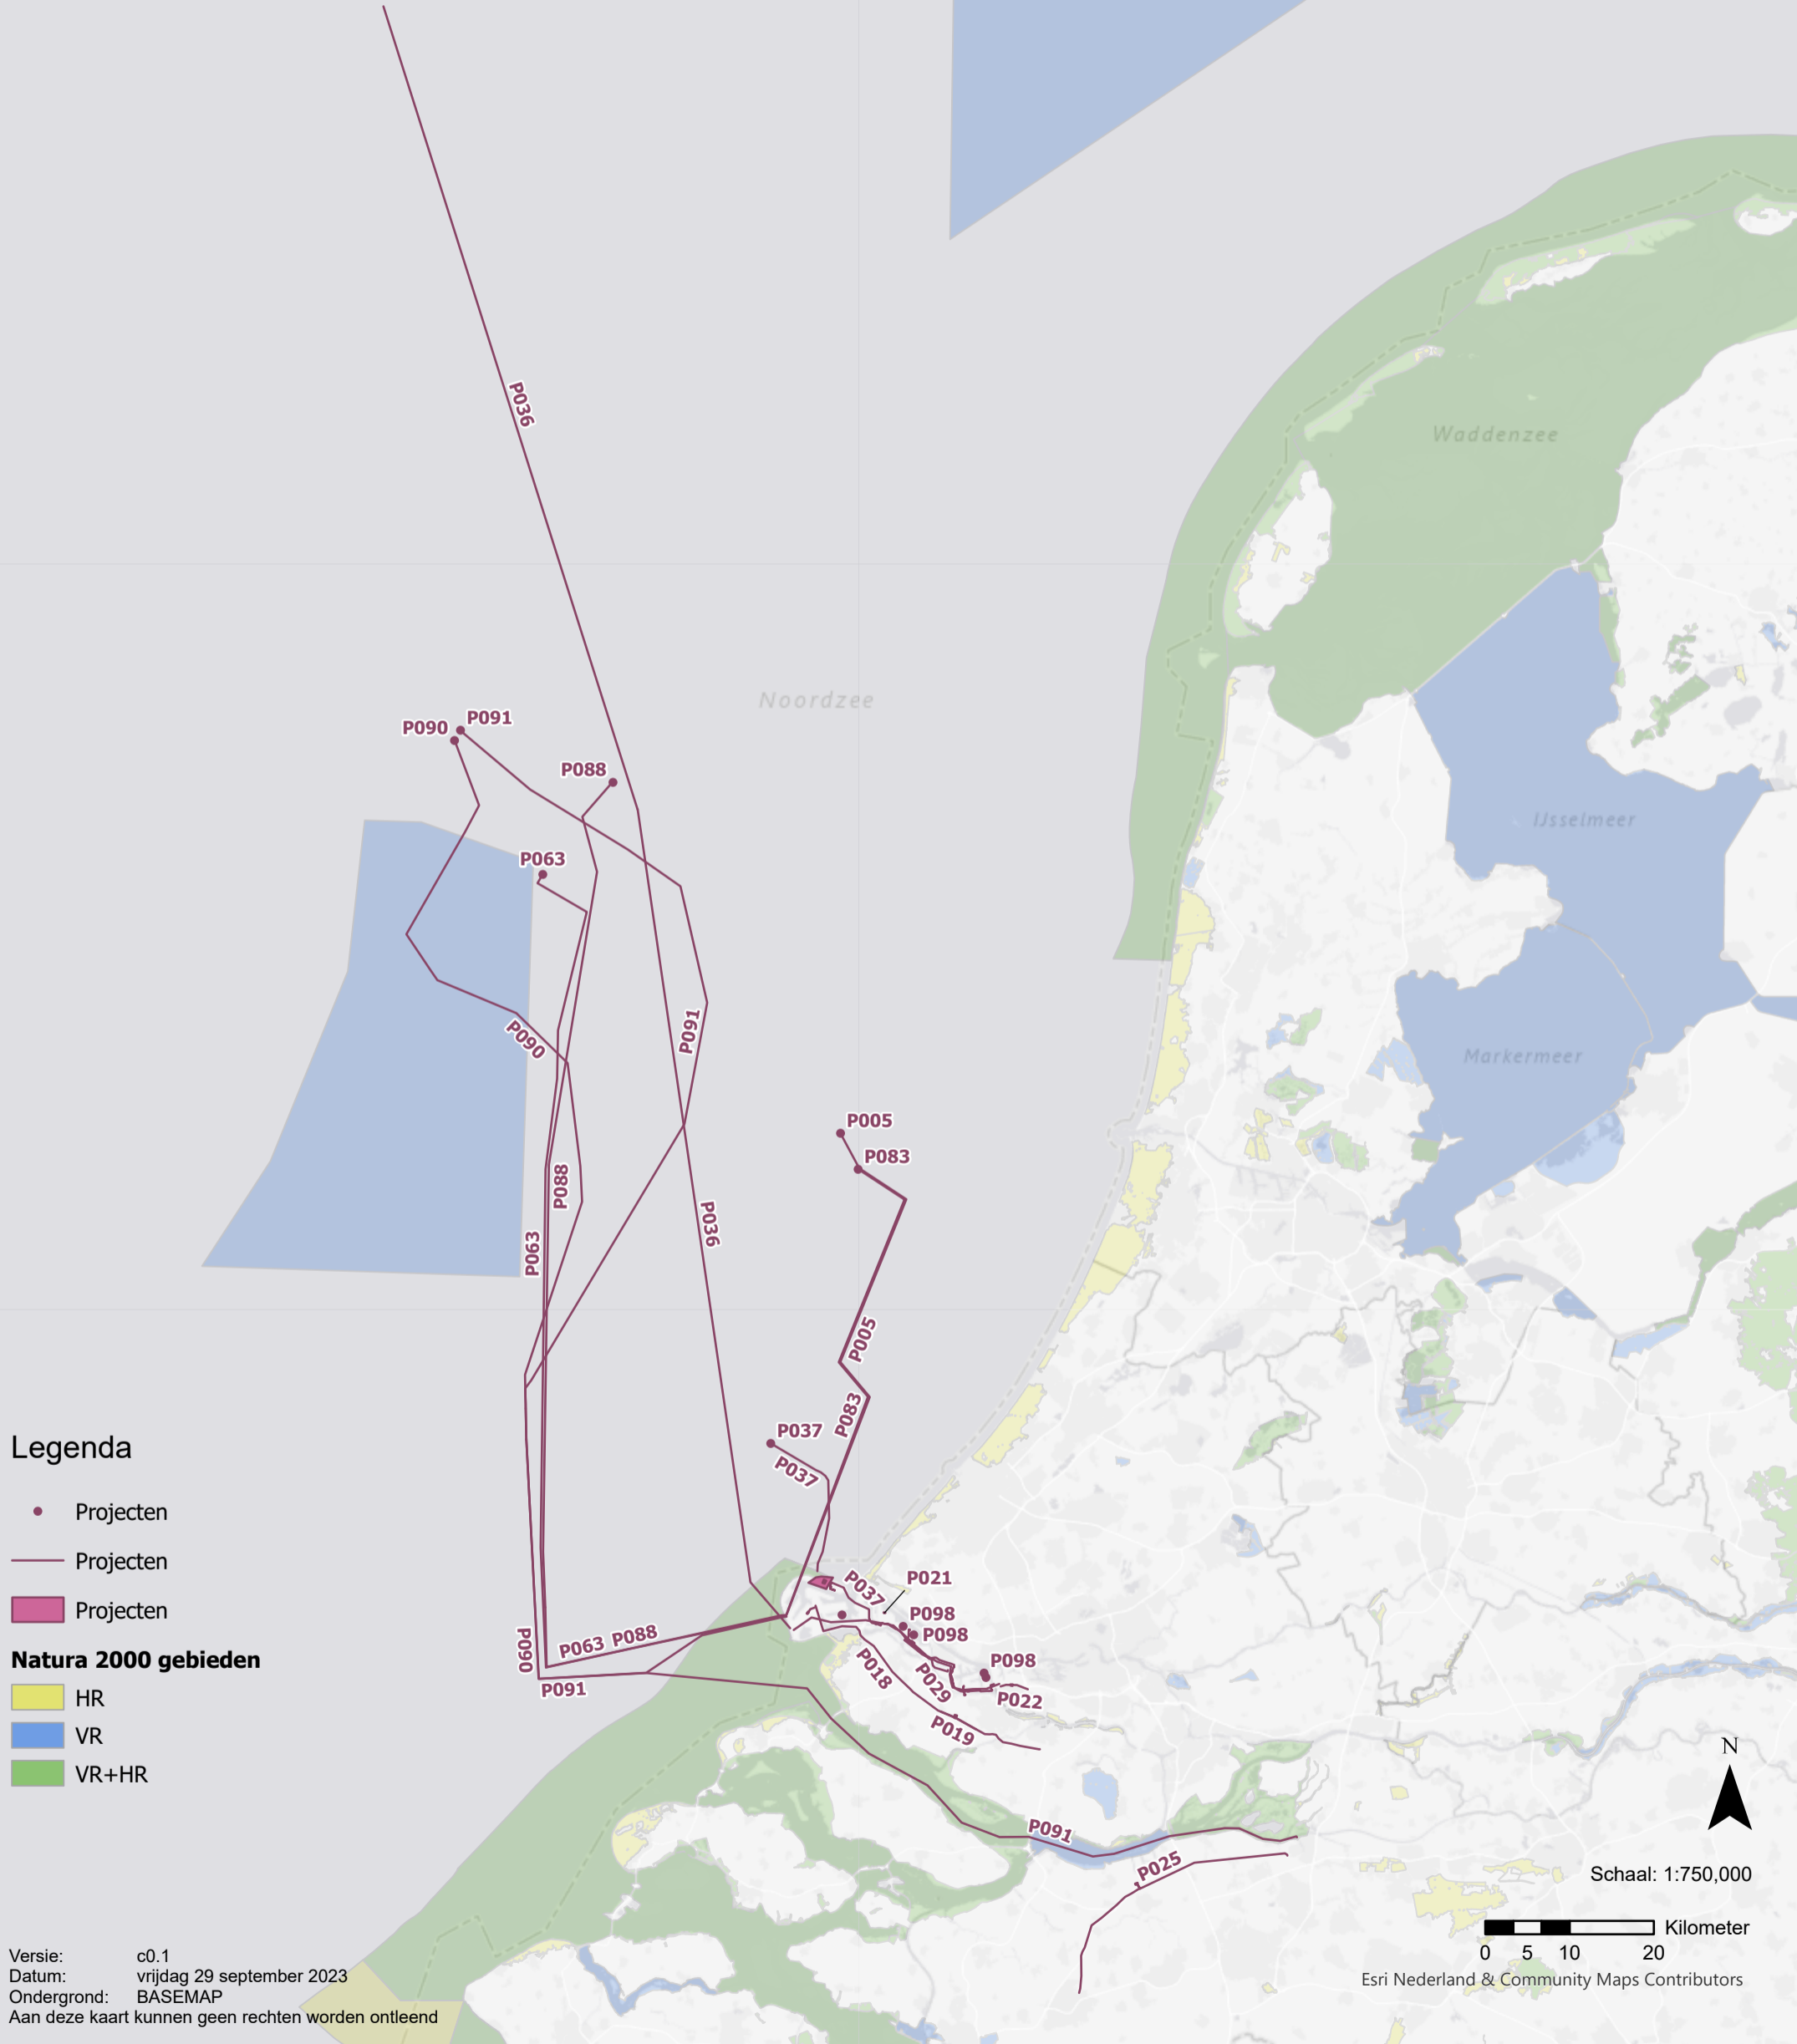 P036
Waddenzee
Noordzee
P091
P090
P088
IJsselmeer
P063
P090
P091
Markermeer
P005
P083
P088
P036
P063
P005
P083
P037
P037
P037
P021
P098
P098
P063 P088
P090
P018
P029
P098
P022
P091
P019
P091
P025
Legenda
Projecten
Projecten
Projecten
Natura 2000 gebieden
HR
VR
VR+HR
N
Schaal: 1:750,000
Kilometer
0 5 10 20
Esri Nederland & Community Maps Contributors
Versie: c0.1
Datum: vrijdag 29 september 2023
Ondergrond: BASEMAP
Aan deze kaart kunnen geen rechten worden ontleend